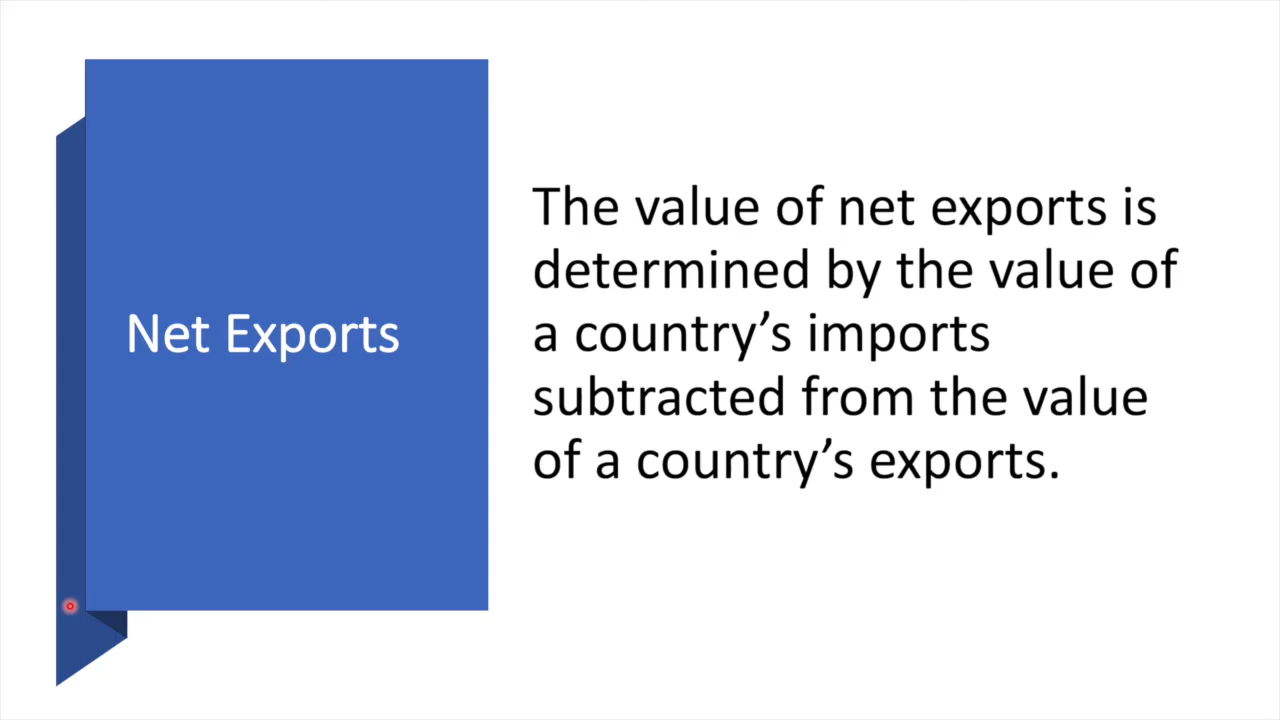 Net Exports
The value of net exports is
determined by the value of
a country’s imports
subtracted from the value
of a country’s exports.